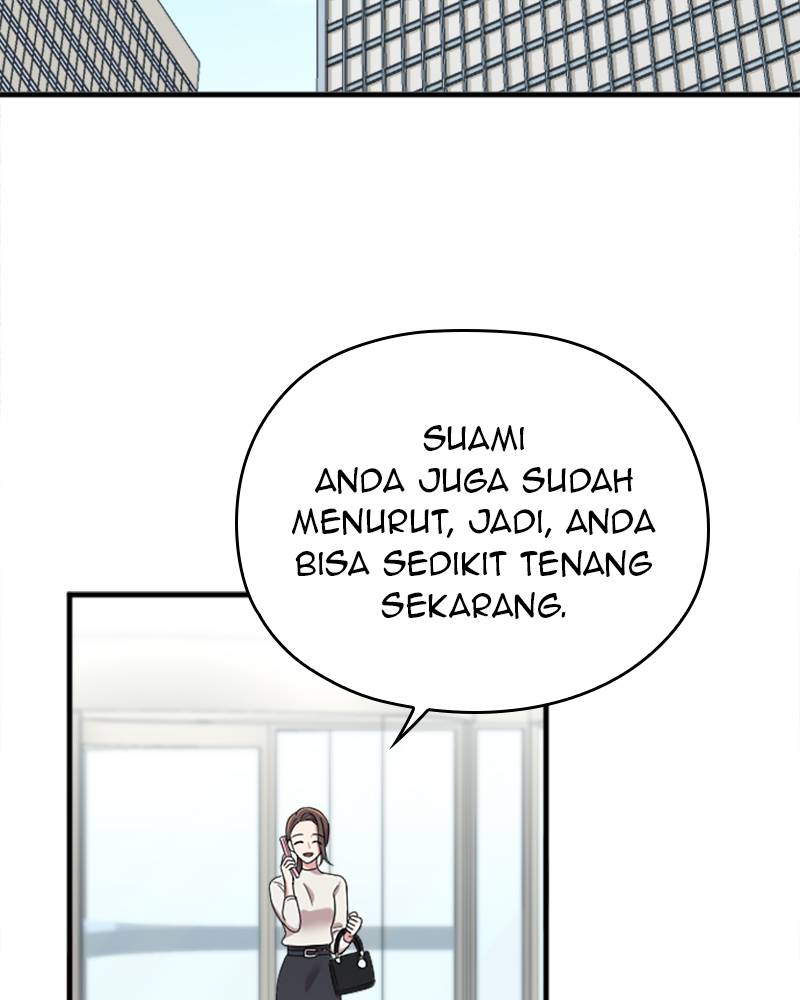 SUAMI
ANDA JUGA SUDAH
MENURUT, JADI, ANDA
BISA SEDIKIT TENANG
SEKARANG.